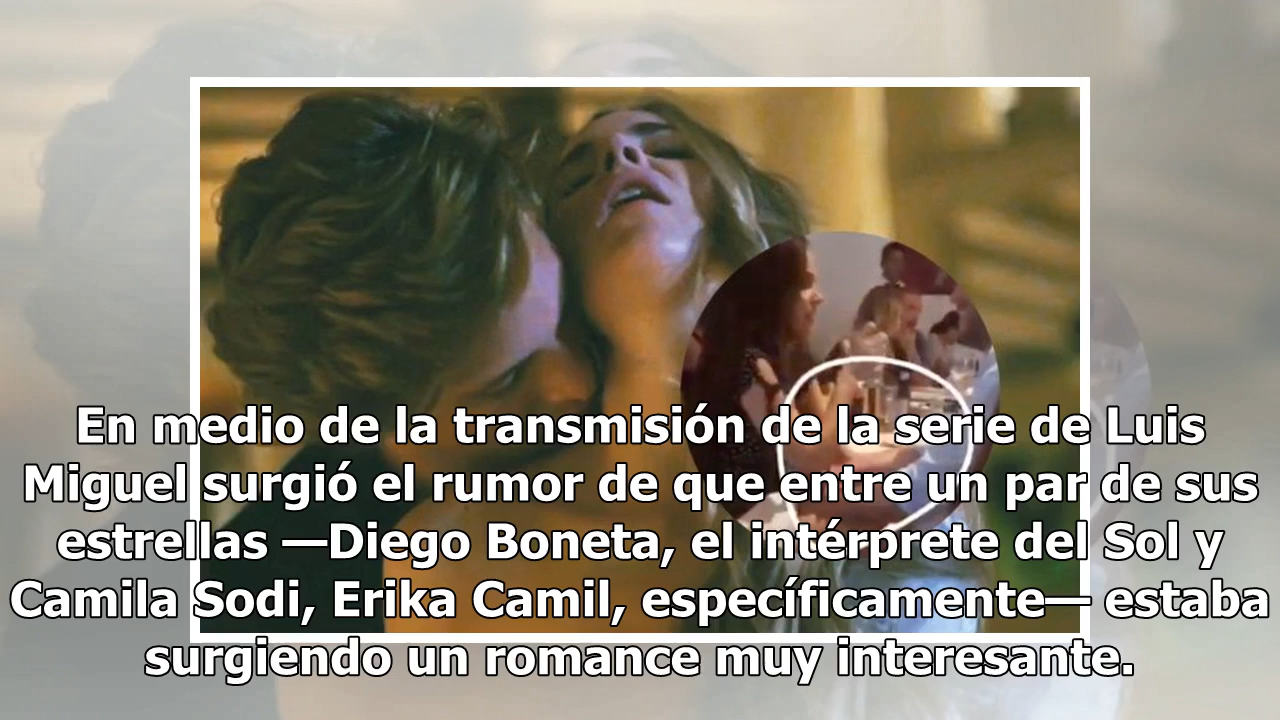 En medio de la transmisión de la serie de Luis
Miguel surgió el rumor de que entre un par de sus
estrellas —Diego Boneta, el intérprete del Sol y
Camila Sodi, Erika Camil, específicamente— estaba
surgiendo un romance muy interesante.